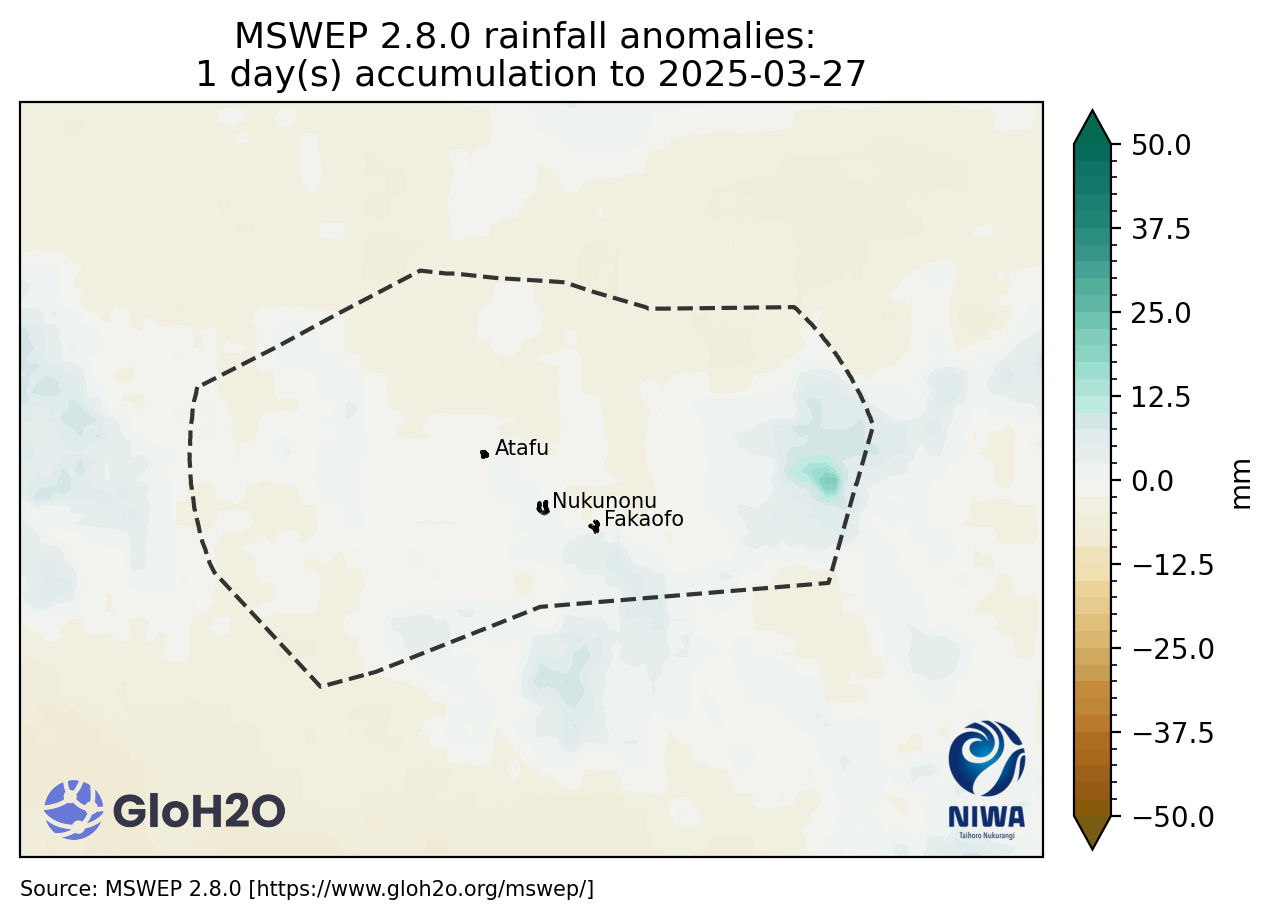 MSWEP 2.8.0 rainfall anomalies:
1 day(s) accumulation to 2025-03-27
50.0
37.5
25.0
12.5
0.0
−12.5
−25.0
−37.5
−50.0
mm
Atafu
Nukunonu
Fakaofo
GloH2O
NIWA
Taihoro Nukurangi
Source: MSWEP 2.8.0 [https://www.gloh2o.org/mswep/]